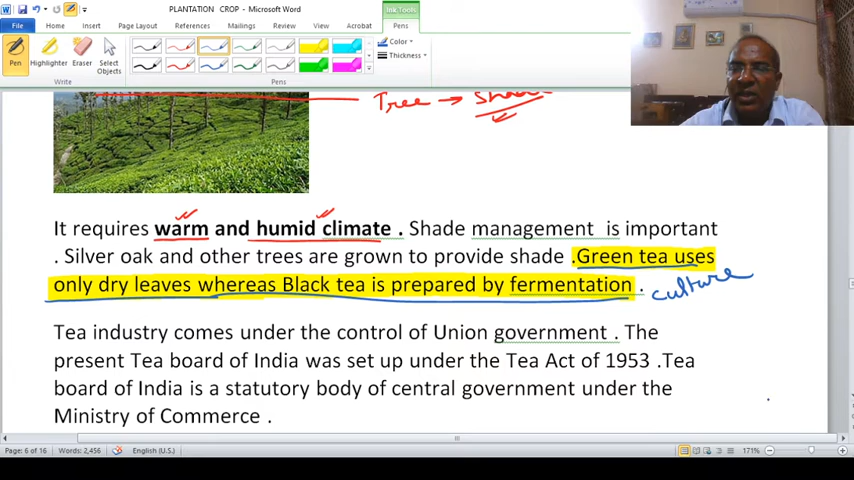 PLANTATION CROP - Microsoft Word
Ink Tools
File Home Insert Page Layout References Mailings Review View Acrobat Pens
Pen Highlighter Eraser Select Objects
Color
Thickness
Write Pens
Tree → Shade
It requires warm and humid climate . Shade management is important
. Silver oak and other trees are grown to provide shade .Green tea uses
only dry leaves whereas Black tea is prepared by fermentation .
culture
Tea industry comes under the control of Union government . The
present Tea board of India was set up under the Tea Act of 1953 .Tea
board of India is a statutory body of central government under the
Ministry of Commerce .
Page: 6 of 16 Words: 2,456 English (U.S.) 171%